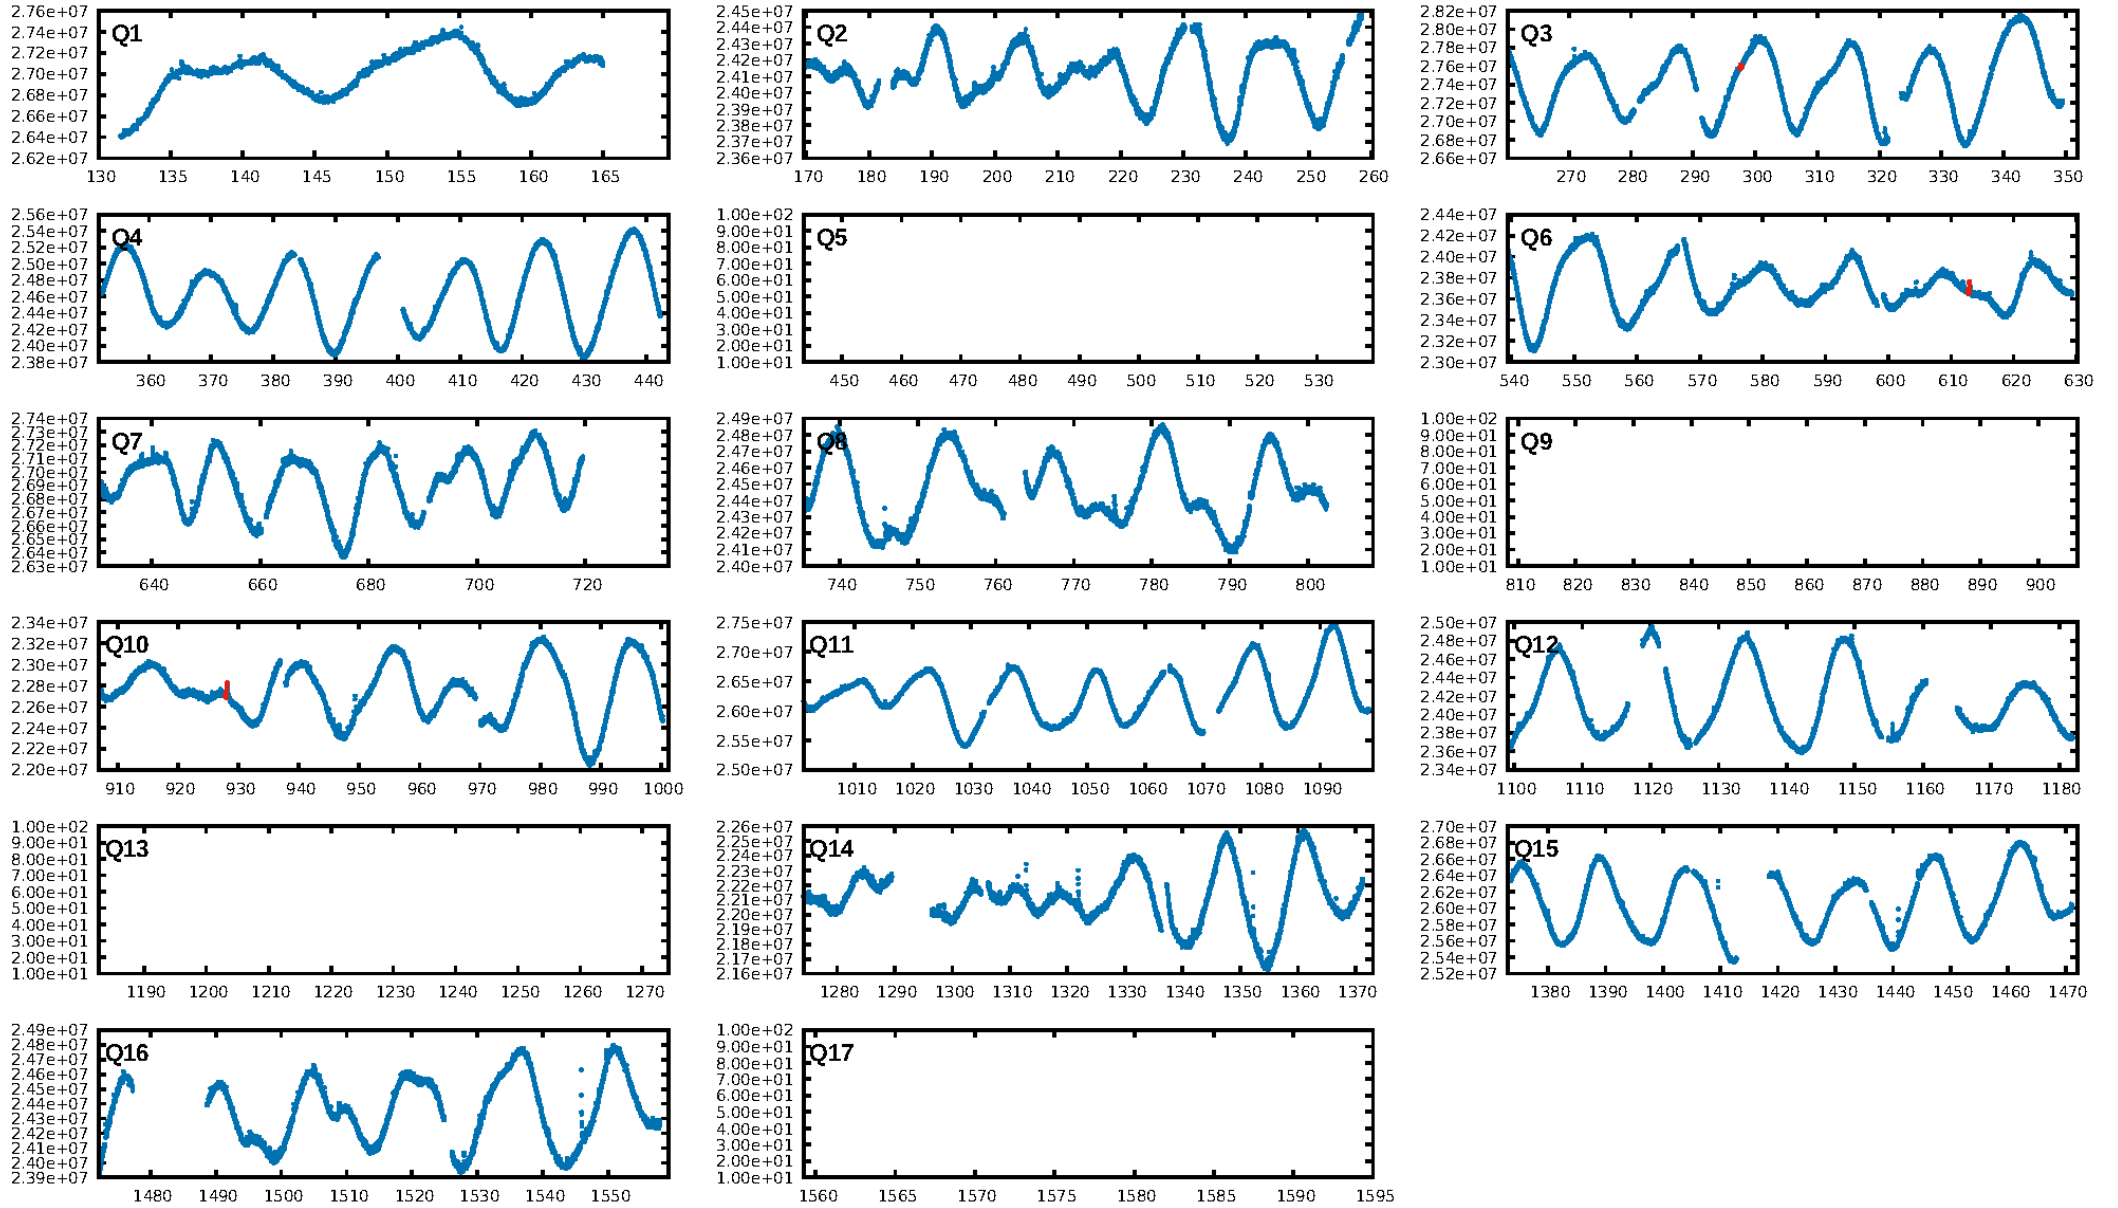 2.76e+07
2.74e+07
2.72e+07
2.70e+07
2.68e+07
2.66e+07
2.64e+07
2.62e+07
Q1
130 135 140 145 150 155 160 165
2.45e+07
2.44e+07
2.43e+07
2.42e+07
2.41e+07
2.40e+07
2.39e+07
2.38e+07
2.37e+07
2.36e+07
Q2
170 180 190 200 210 220 230 240 250 260
2.82e+07
2.80e+07
2.78e+07
2.76e+07
2.74e+07
2.72e+07
2.70e+07
2.68e+07
2.66e+07
Q3
270 280 290 300 310 320 330 340 350
2.56e+07
2.54e+07
2.52e+07
2.50e+07
2.48e+07
2.46e+07
2.44e+07
2.42e+07
2.40e+07
2.38e+07
Q4
360 370 380 390 400 410 420 430 440
1.00e+02
9.00e+01
8.00e+01
7.00e+01
6.00e+01
5.00e+01
4.00e+01
3.00e+01
2.00e+01
1.00e+01
Q5
450 460 470 480 490 500 510 520 530
2.44e+07
2.42e+07
2.40e+07
2.38e+07
2.36e+07
2.34e+07
2.32e+07
2.30e+07
Q6
540 550 560 570 580 590 600 610 620 630
2.74e+07
2.73e+07
2.72e+07
2.71e+07
2.70e+07
2.69e+07
2.68e+07
2.67e+07
2.66e+07
2.65e+07
2.64e+07
2.63e+07
Q7
640 660 680 700 720
2.49e+07
2.48e+07
2.47e+07
2.46e+07
2.45e+07
2.44e+07
2.43e+07
2.42e+07
2.41e+07
2.40e+07
Q8
740 750 760 770 780 790 800
1.00e+02
9.00e+01
8.00e+01
7.00e+01
6.00e+01
5.00e+01
4.00e+01
3.00e+01
2.00e+01
1.00e+01
Q9
810 820 830 840 850 860 870 880 890 900
2.34e+07
2.32e+07
2.30e+07
2.28e+07
2.26e+07
2.24e+07
2.22e+07
2.20e+07
Q10
910 920 930 940 950 960 970 980 990 1000
2.75e+07
2.70e+07
2.65e+07
2.60e+07
2.55e+07
2.50e+07
Q11
1010 1020 1030 1040 1050 1060 1070 1080 1090
2.50e+07
2.48e+07
2.46e+07
2.44e+07
2.42e+07
2.40e+07
2.38e+07
2.36e+07
2.34e+07
Q12
1100 1110 1120 1130 1140 1150 1160 1170 1180
1.00e+02
9.00e+01
8.00e+01
7.00e+01
6.00e+01
5.00e+01
4.00e+01
3.00e+01
2.00e+01
1.00e+01
Q13
1190 1200 1210 1220 1230 1240 1250 1260 1270
2.26e+07
2.25e+07
2.24e+07
2.23e+07
2.22e+07
2.21e+07
2.20e+07
2.19e+07
2.18e+07
2.17e+07
2.16e+07
Q14
1280 1290 1300 1310 1320 1330 1340 1350 1360 1370
2.70e+07
2.68e+07
2.66e+07
2.64e+07
2.62e+07
2.60e+07
2.58e+07
2.56e+07
2.54e+07
2.52e+07
Q15
1380 1390 1400 1410 1420 1430 1440 1450 1460 1470
2.49e+07
2.48e+07
2.47e+07
2.46e+07
2.45e+07
2.44e+07
2.43e+07
2.42e+07
2.41e+07
2.40e+07
2.39e+07
Q16
1480 1490 1500 1510 1520 1530 1540 1550
1.00e+02
9.00e+01
8.00e+01
7.00e+01
6.00e+01
5.00e+01
4.00e+01
3.00e+01
2.00e+01
1.00e+01
Q17
1560 1565 1570 1575 1580 1585 1590 1595